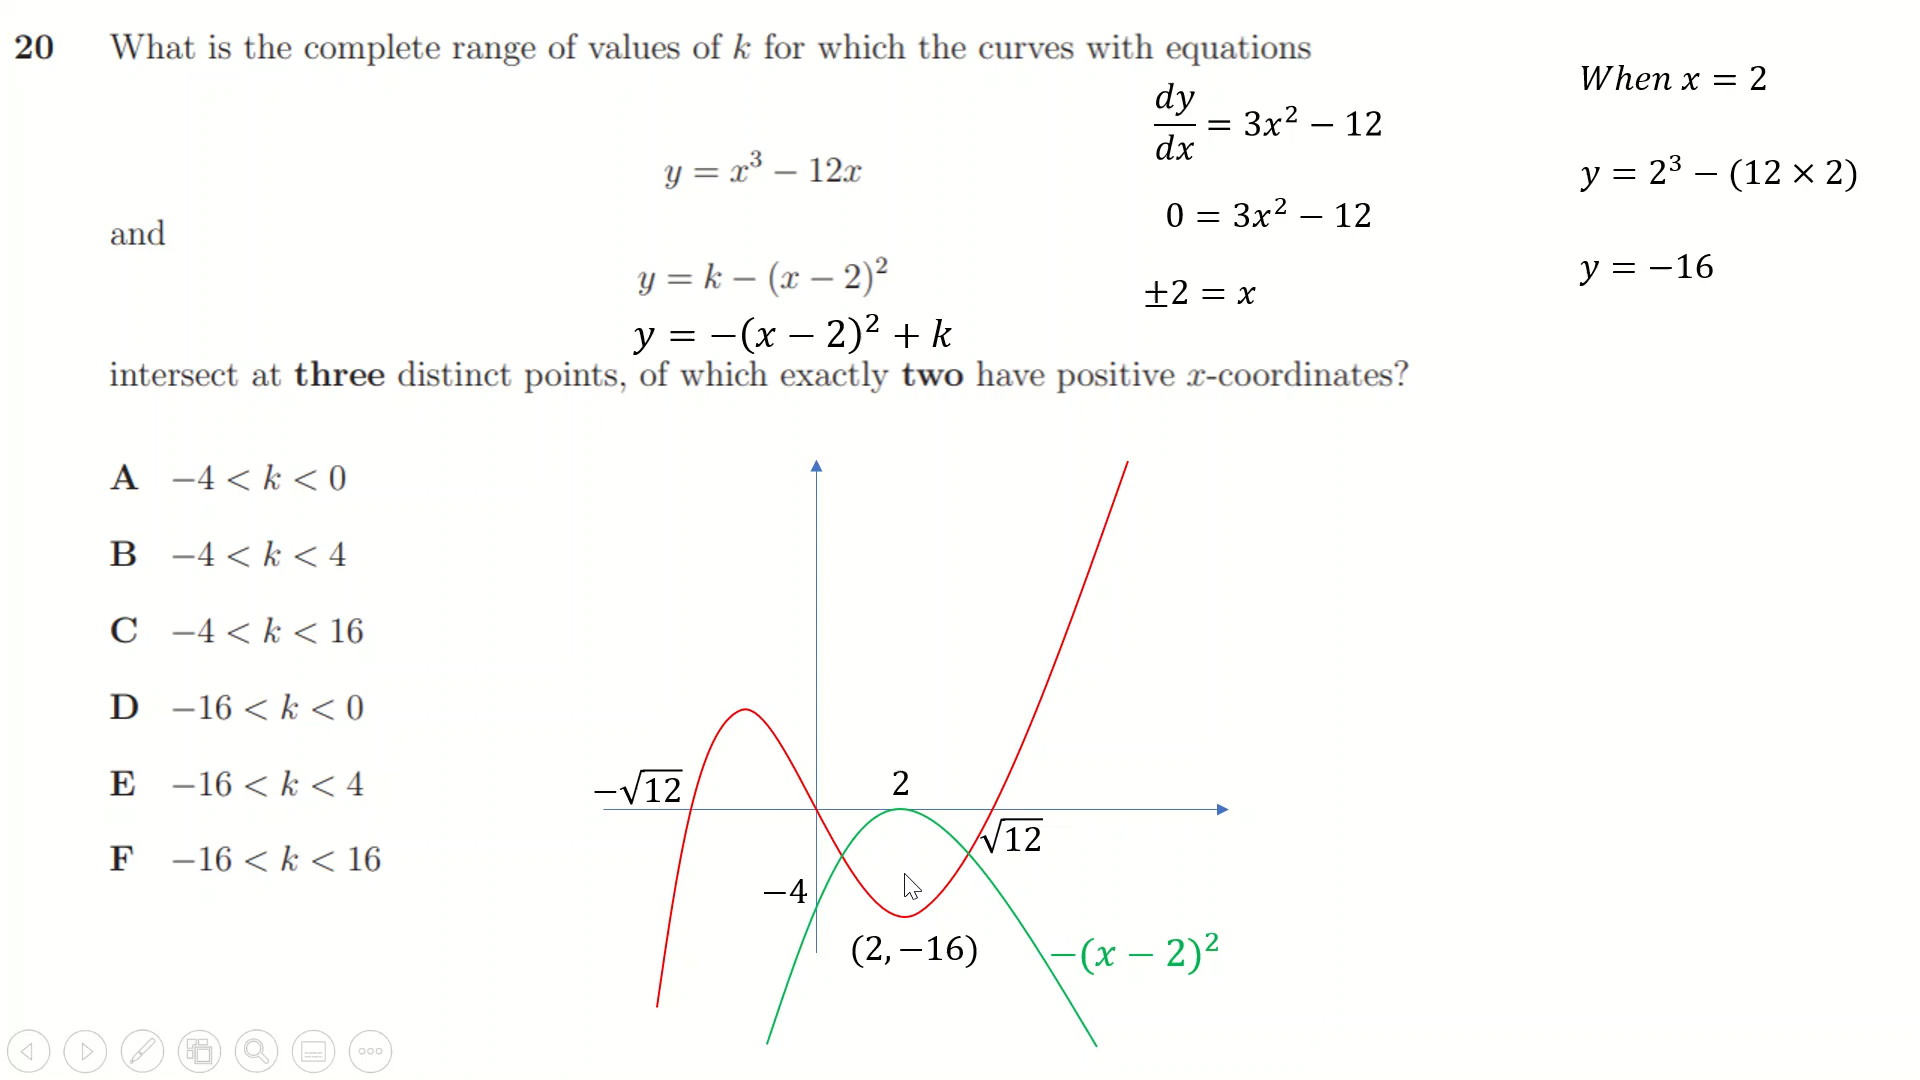 20 What is the complete range of values of k for which the curves with equations
y = x³ − 12x
and
y = k − (x − 2)²
y = −(x − 2)² + k
intersect at three distinct points, of which exactly two have positive x-coordinates?
A −4 < k < 0
B −4 < k < 4
C −4 < k < 16
D −16 < k < 0
E −16 < k < 4
F −16 < k < 16
dy/dx = 3x² − 12
0 = 3x² − 12
±2 = x
When x = 2
y = 2³ − (12 × 2)
y = −16
−√12
2
√12
−4
(2, −16)
−(x − 2)²